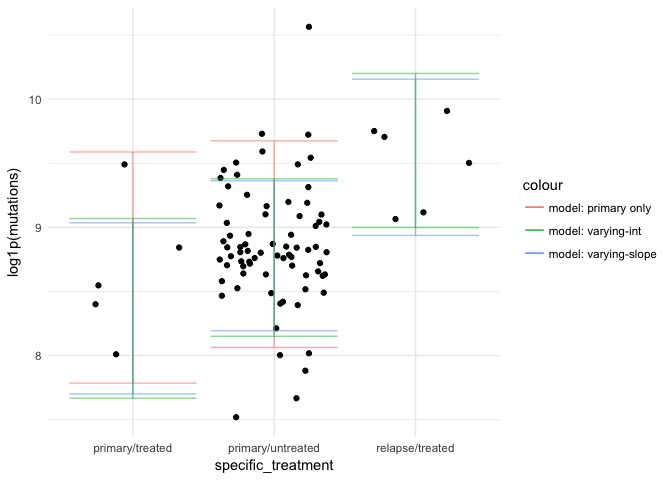 log1p(mutations)
10
9
8
primary/treated
primary/untreated
relapse/treated
specific_treatment
colour
model: primary only
model: varying-int
model: varying-slope